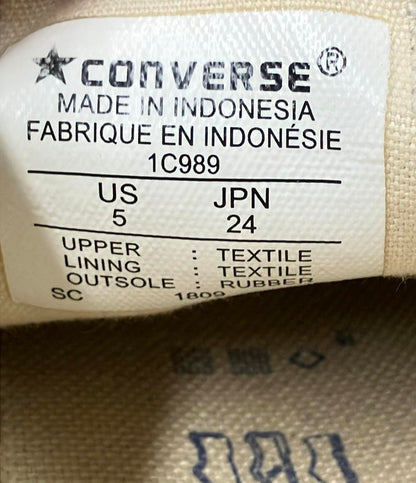 ★CONVERSE®
MADE IN INDONESIA
FABRIQUE EN INDONÉSIE
1C989
US JPN
5 24
UPPER : TEXTILE
LINING : TEXTILE
OUTSOLE : RUBBER
SC 1809